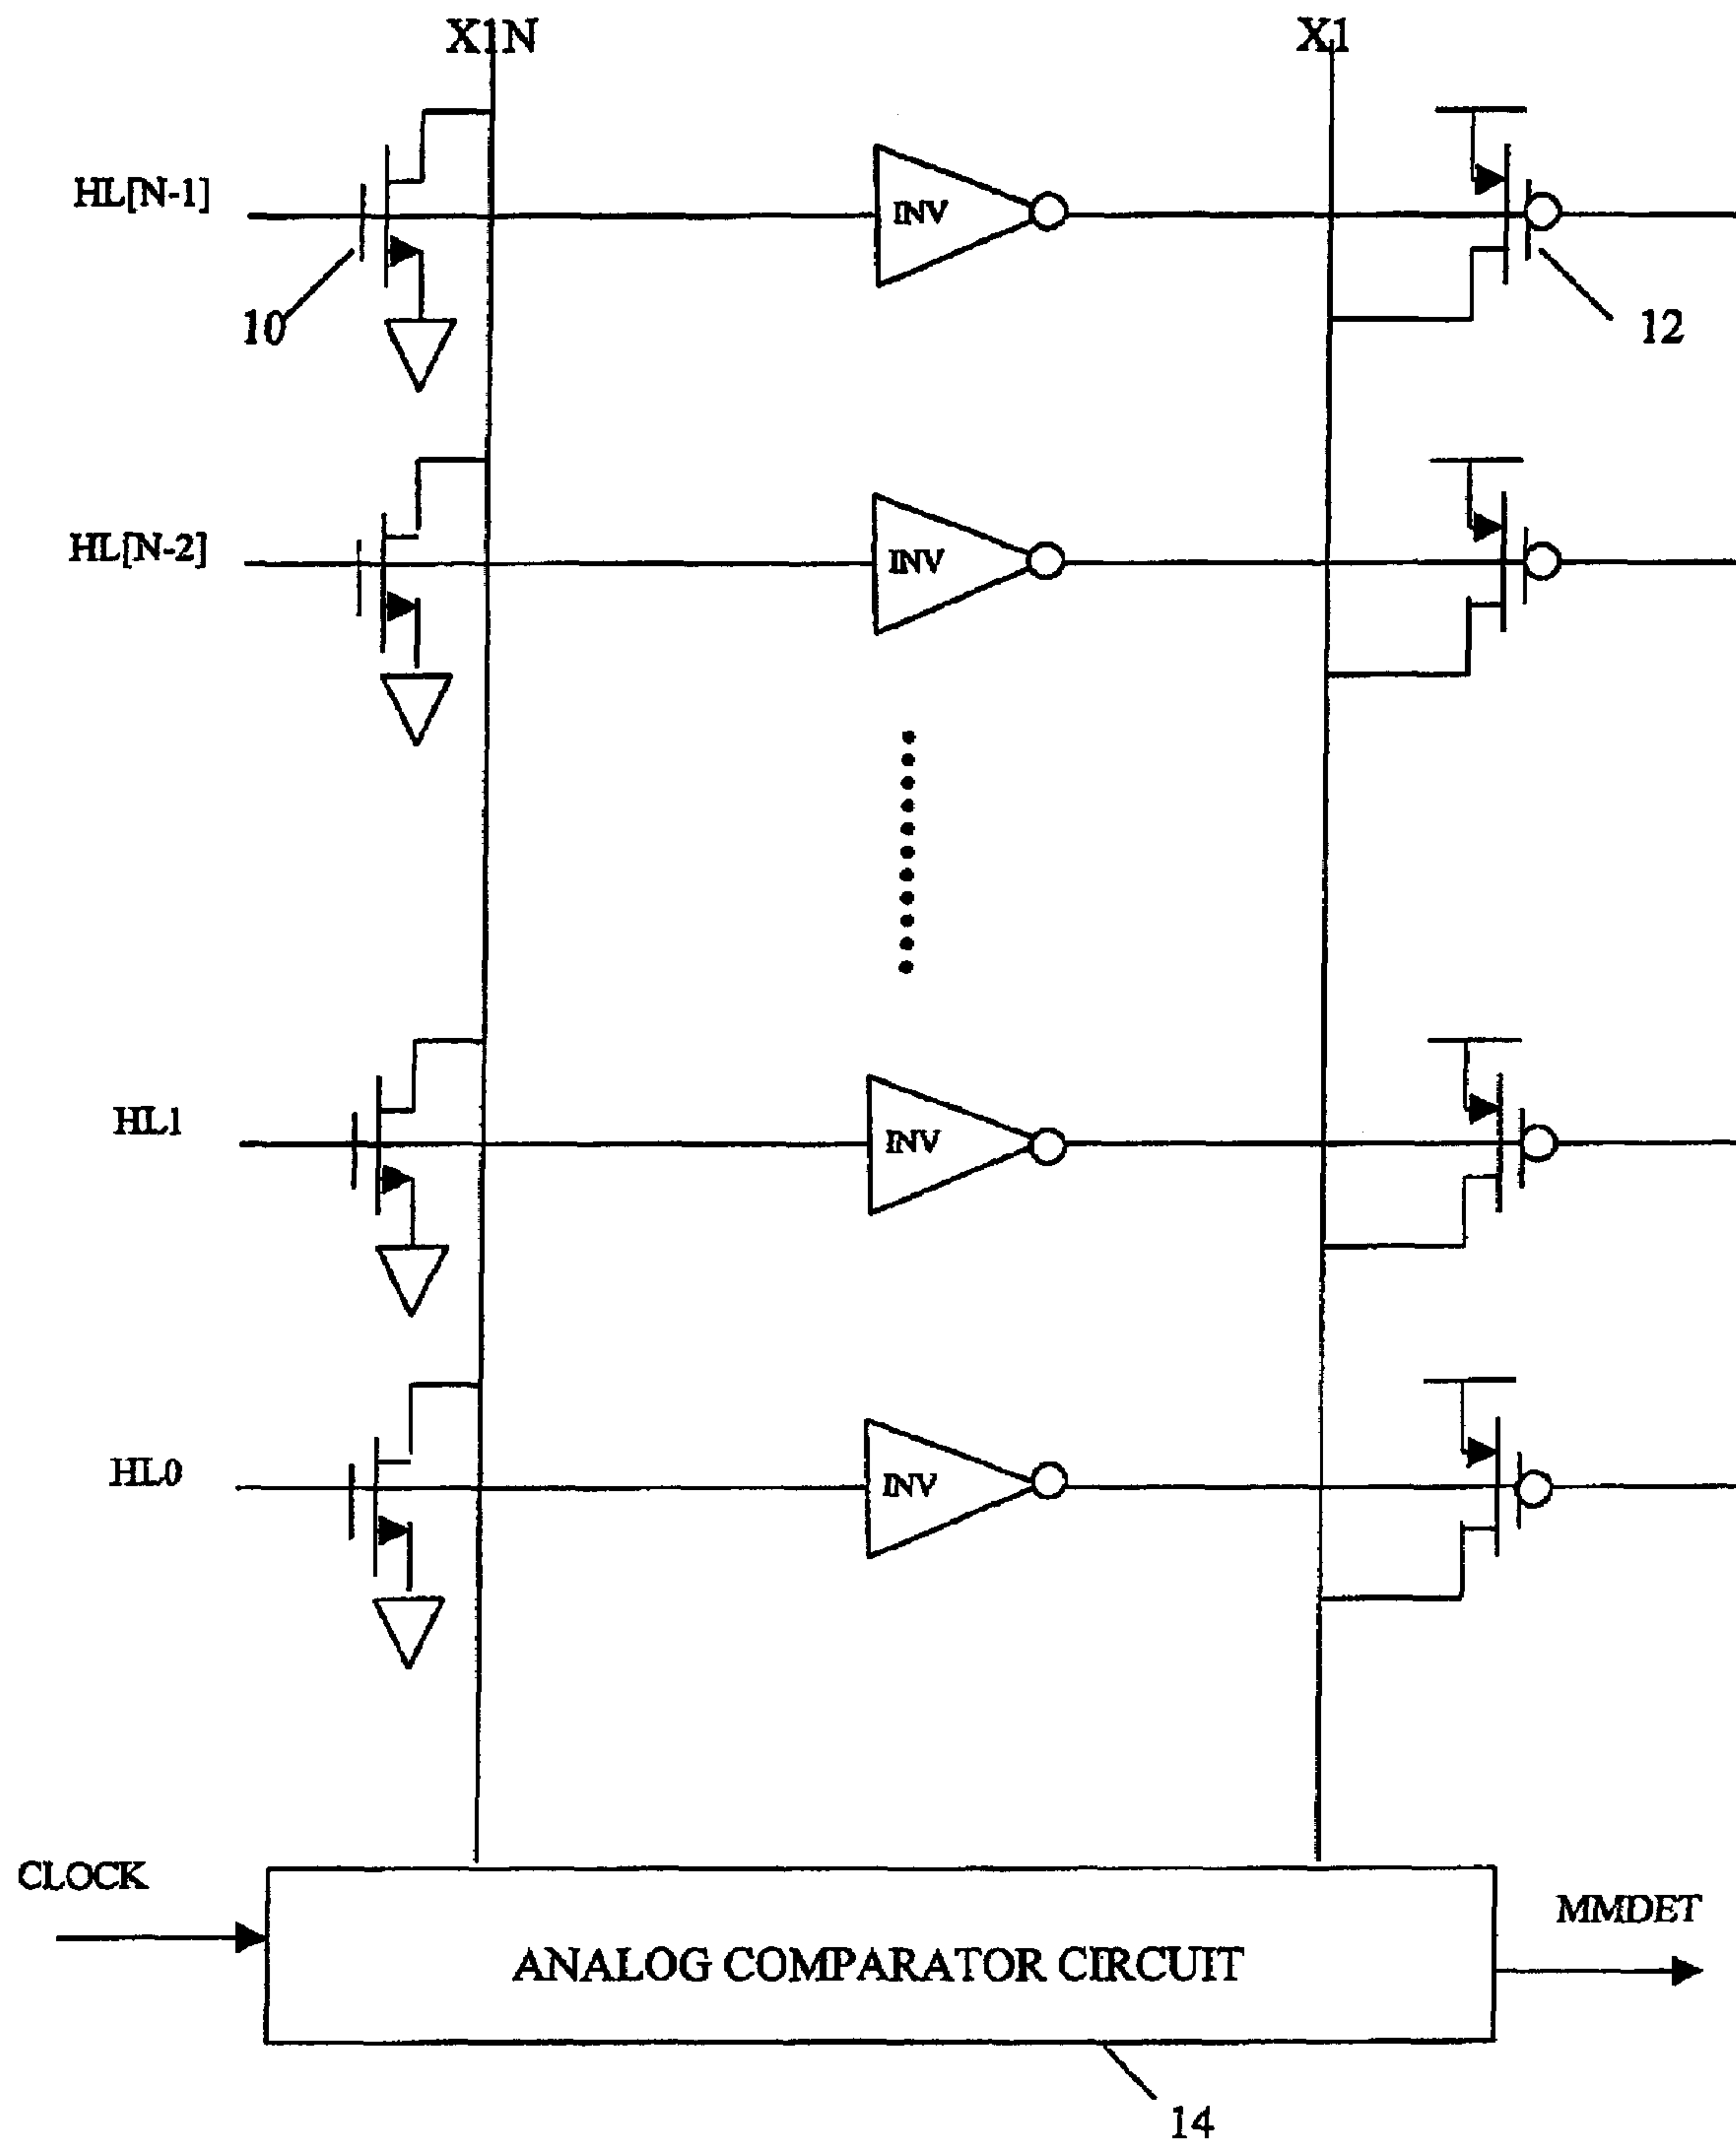 X1N X1
HL[N-1] INV
10 12
HL[N-2] INV
HL1 INV
HL0 INV
CLOCK MMDET
ANALOG COMPARATOR CIRCUIT
14